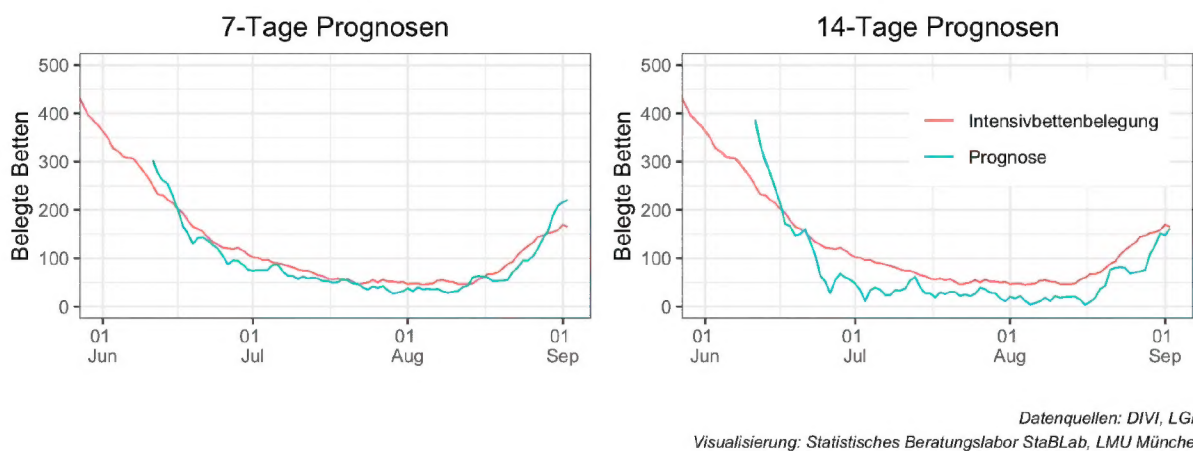 7-Tage Prognosen
Belegte Betten
500
400
300
200
100
0
01 01 01 01
Jun Jul Aug Sep
14-Tage Prognosen
Belegte Betten
500
400
300
200
100
0
Intensivbettenbelegung
Prognose
01 01 01 01
Jun Jul Aug Sep
Datenquellen: DIVI, LG
Visualisierung: Statistisches Beratungslabor StaBLab, LMU Münche